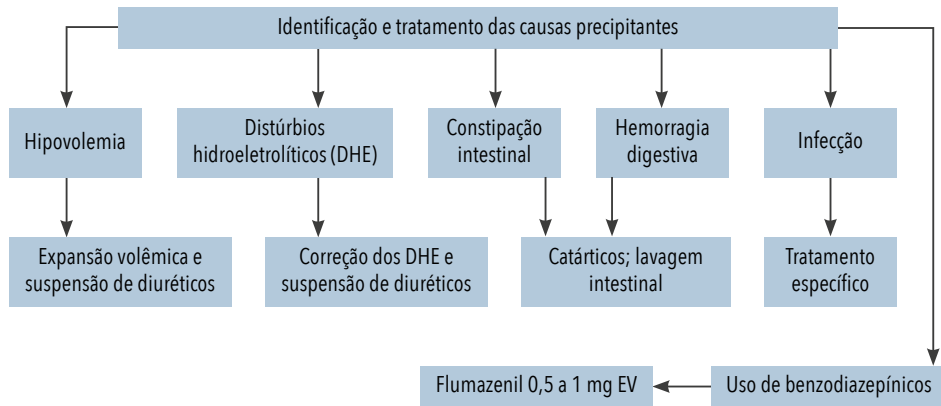 Identificação e tratamento das causas precipitantes
Hipovolemia
Distúrbios
hidroeletrolíticos (DHE)
Constipação
intestinal
Hemorragia
digestiva
Infecção
Expansão volêmica e
suspensão de diuréticos
Correção dos DHE e
suspensão de diuréticos
Catárticos; lavagem
intestinal
Tratamento
específico
Flumazenil 0,5 a 1 mg EV
Uso de benzodiazepínicos